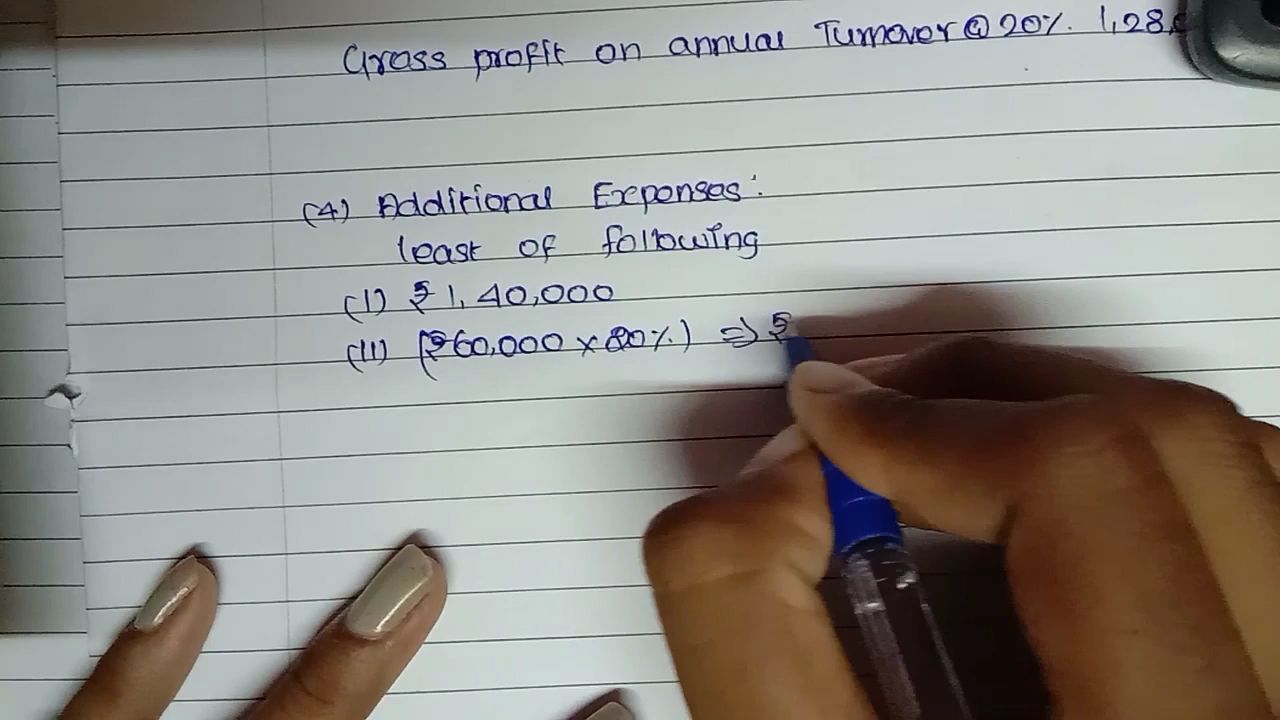 Gross profit on annual Turnover @ 20%. 1,28,
(4) Additional Expenses:
least of following
(I) ₹ 1,40,000
(II) (₹60,000 × 20%) ⇒ ₹